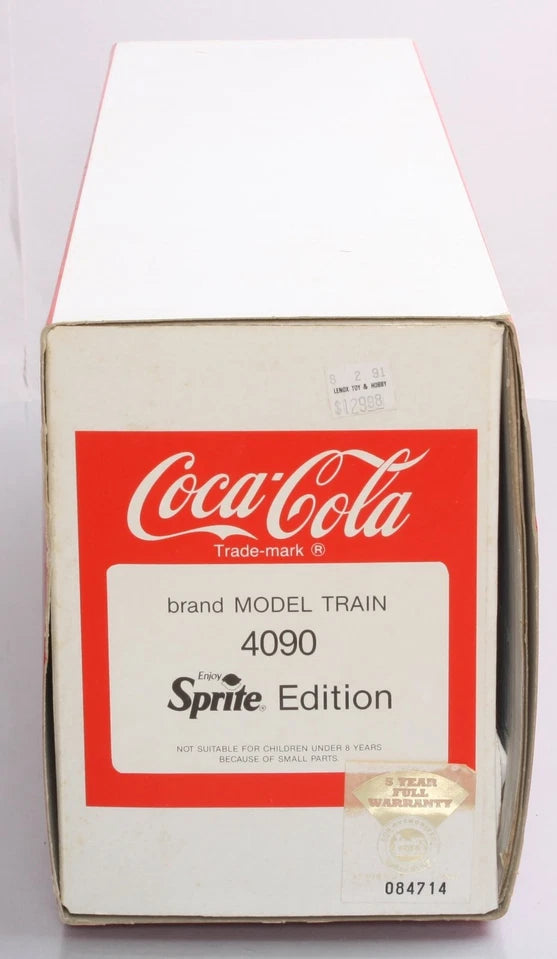 8 2 91
LENOX TOY & HOBBY
$129.88
Coca-Cola
Trade-mark ®
brand MODEL TRAIN
4090
Enjoy
Sprite® Edition
NOT SUITABLE FOR CHILDREN UNDER 8 YEARS
BECAUSE OF SMALL PARTS.
5 YEAR
FULL
WARRANTY
084714